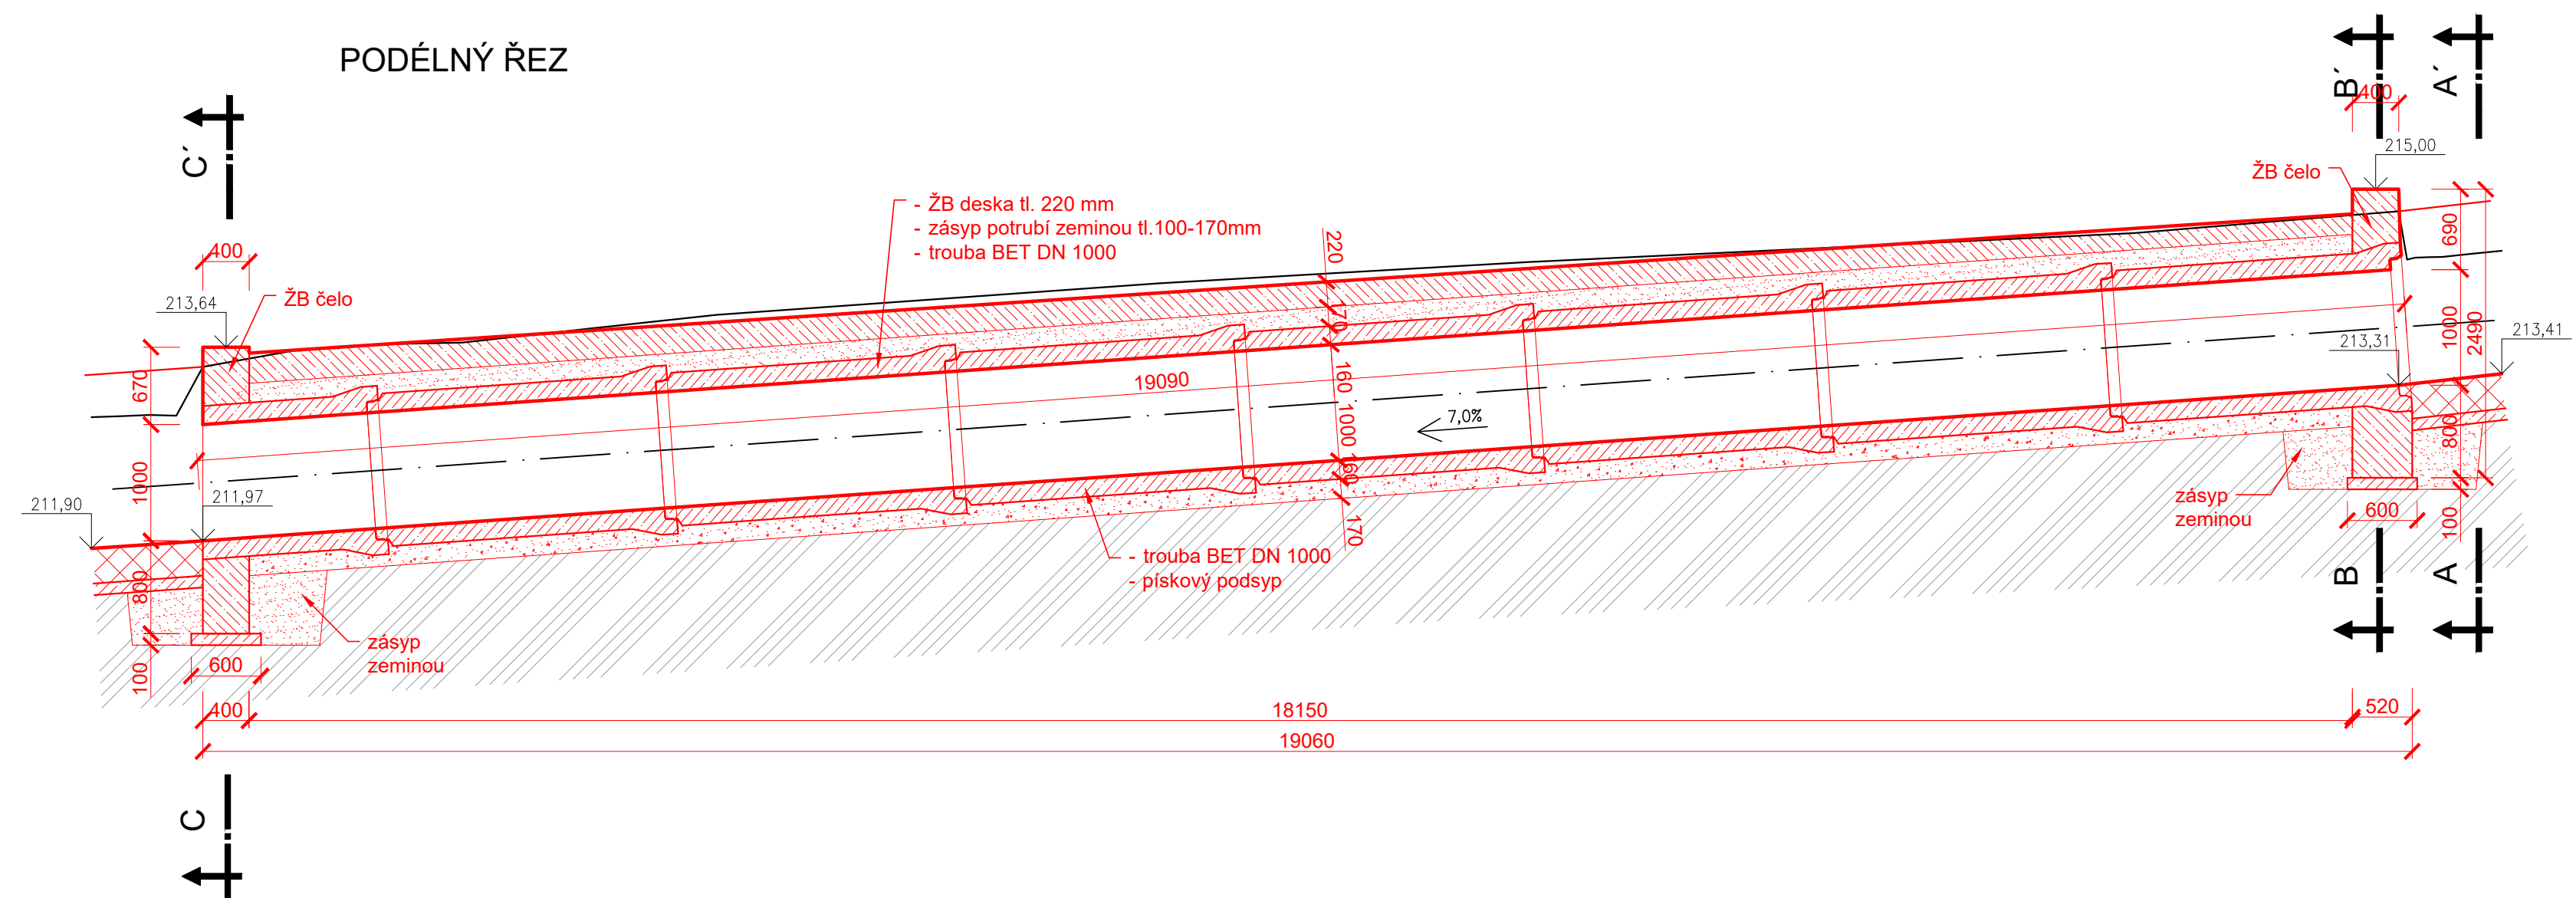 PODÉLNÝ ŘEZ
C´
B´
A´
400
215,00
ŽB čelo
- ŽB deska tl. 220 mm
- zásyp potrubí zeminou tl.100-170mm
- trouba BET DN 1000
400
ŽB čelo
213,64
220
170
160
1000
160
170
690
1000
2490
213,41
213,31
670
19090
7,0%
1000
211,90
211,97
800
zásyp
zeminou
600
100
- trouba BET DN 1000
- pískový podsyp
800
zásyp
zeminou
100
600
B
A
400
18150
520
19060
C